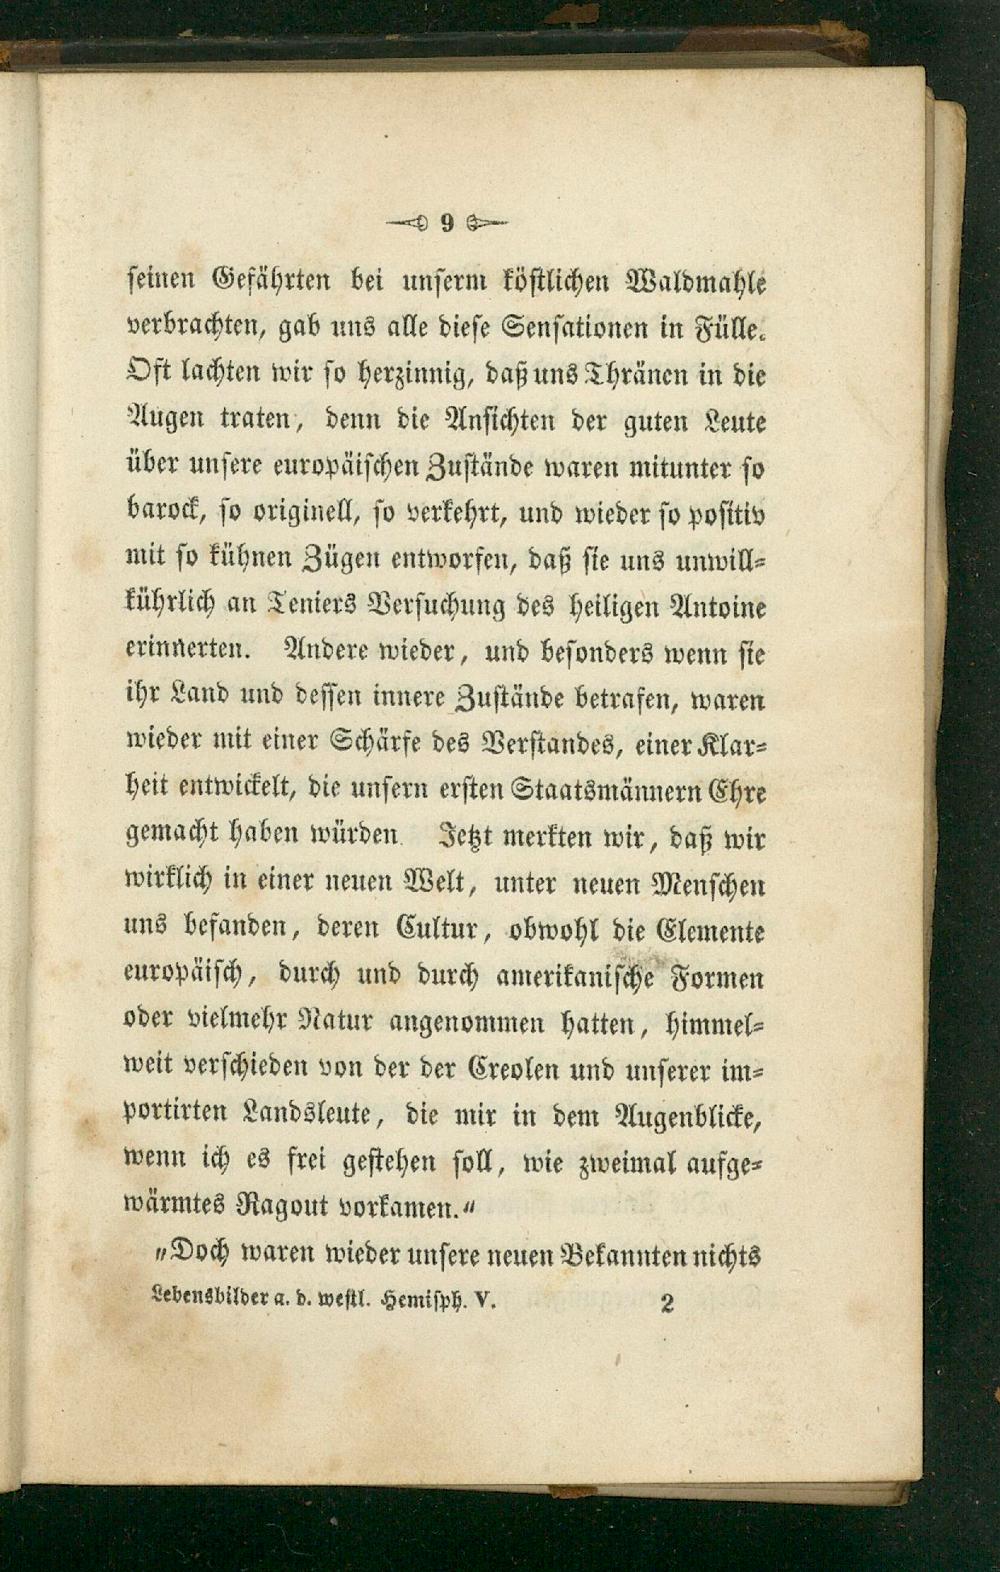 9
seinen Gefährten bei unserm köstlichen Waldmahle
verbrachten, gab uns alle diese Sensationen in Fülle.
Oft lachten wir so herzinnig, daß uns Thränen in die
Augen traten, denn die Ansichten der guten Leute
über unsere europäischen Zustände waren mitunter so
barock, so originell, so verkehrt, und wieder so positiv
mit so kühnen Zügen entworfen, daß sie uns unwill-
kührlich an Teniers Versuchung des heiligen Antoine
erinnerten. Andere wieder, und besonders wenn sie
ihr Land und dessen innere Zustände betrafen, waren
wieder mit einer Schärfe des Verstandes, einer Klar-
heit entwickelt, die unsern ersten Staatsmännern Ehre
gemacht haben würden. Jetzt merkten wir, daß wir
wirklich in einer neuen Welt, unter neuen Menschen
uns befanden, deren Cultur, obwohl die Elemente
europäisch, durch und durch amerikanische Formen
oder vielmehr Natur angenommen hatten, himmel-
weit verschieden von der der Creolen und unserer im-
portirten Landsleute, die mir in dem Augenblicke,
wenn ich es frei gestehen soll, wie zweimal aufge-
wärmtes Ragout vorkamen."
„Doch waren wieder unsere neuen Bekannten nichts
Lebensbilder a. d. westl. Hemisph. V. 2